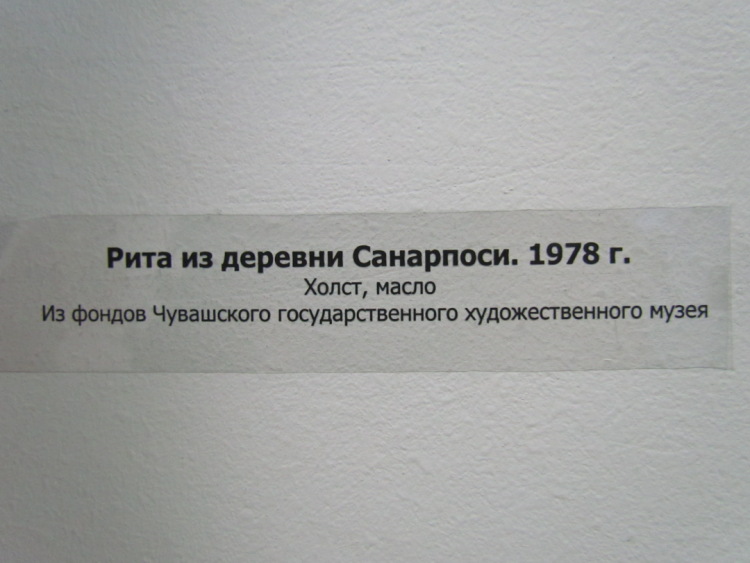 Рита из деревни Санарпоси. 1978 г.
Холст, масло
Из фондов Чувашского государственного художественного музея